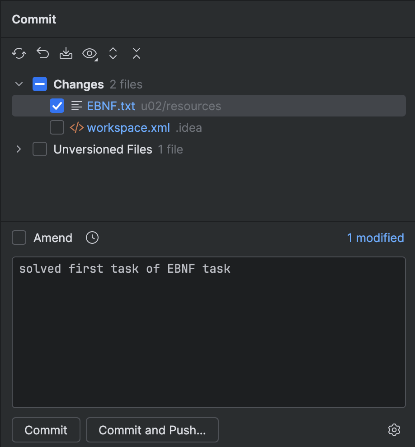 Commit
Changes 2 files
EBNF.txt u02/resources
</> workspace.xml .idea
Unversioned Files 1 file
Amend
1 modified
solved first task of EBNF task
Commit
Commit and Push...